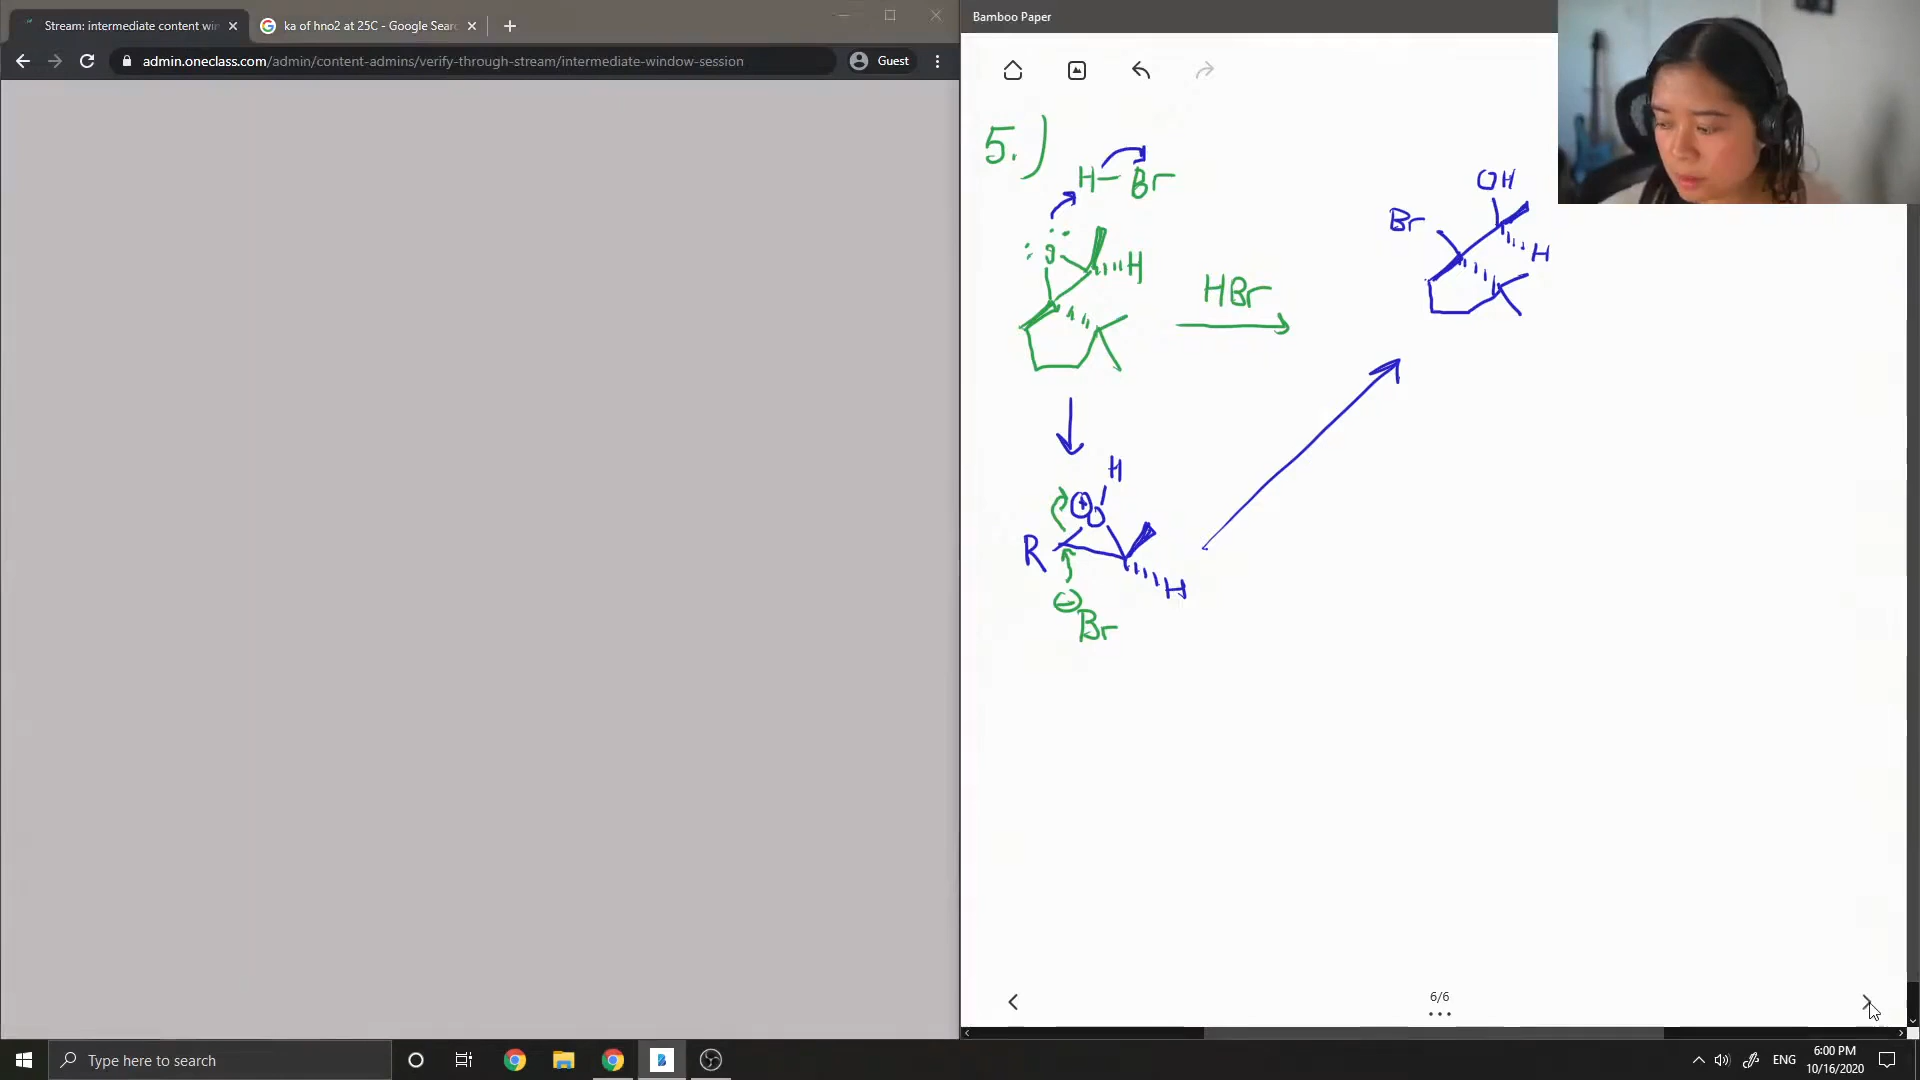 Stream: intermediate content win
ka of hno2 at 25C - Google Searc
admin.oneclass.com/admin/content-admins/verify-through-stream/intermediate-window-session
Guest
Bamboo Paper
5.)
H-Br
O
H
HBr
OH
Br
H
H
+
O
R
H
-
Br
6/6
Type here to search
ENG
6:00 PM
10/16/2020